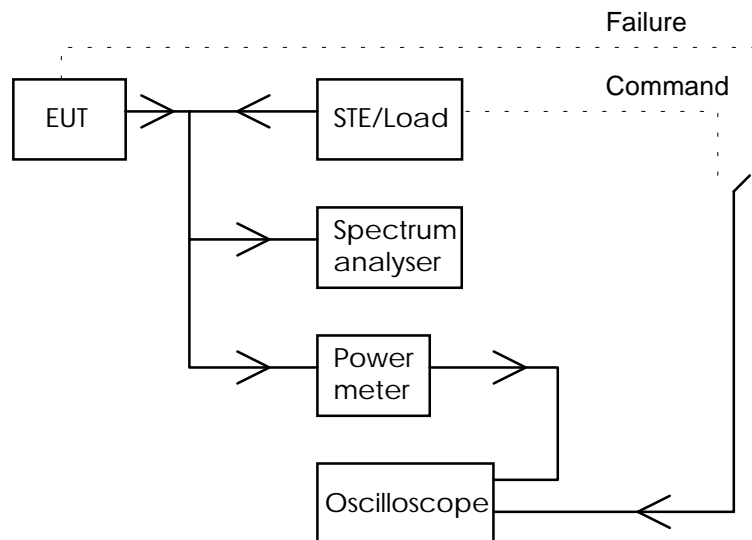 Failure
Command
EUT
STE/Load
Spectrum
analyser
Power
meter
Oscilloscope